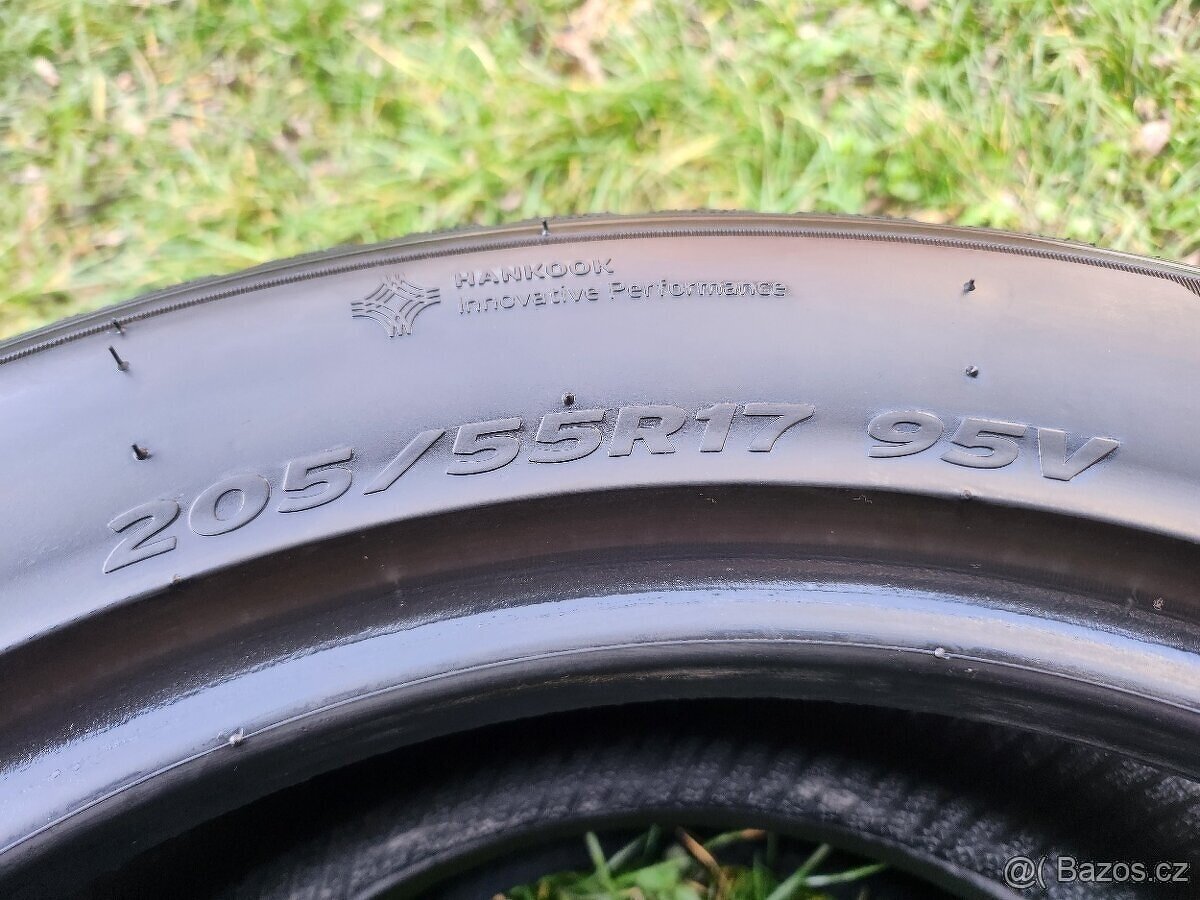 HANKOOK
Innovative Performance
205/55R17 95V
@( Bazos.cz